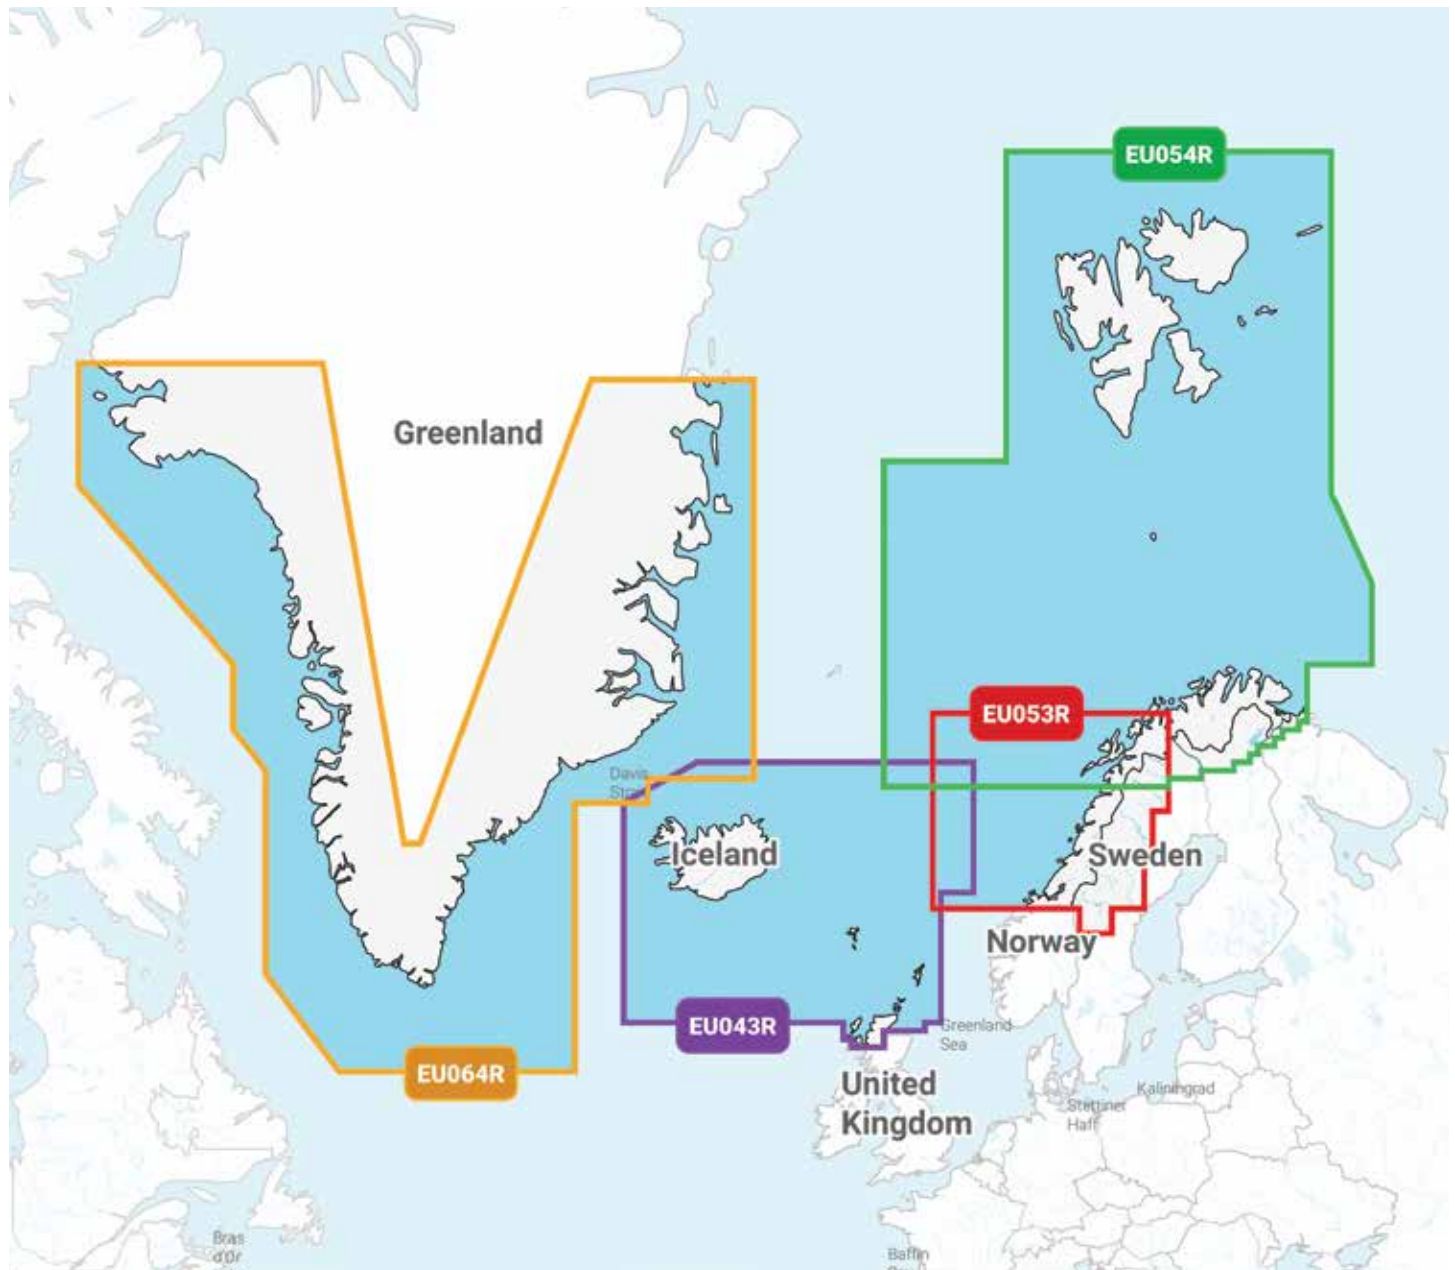 EU054R
Greenland
EU053R
Davis
Iceland
Sweden
Norway
EU043R
Greenland
Sea
EU064R
United
Kingdom
Kaliningrad
Stettiner
Haff
Bras
d'Or
Baffin